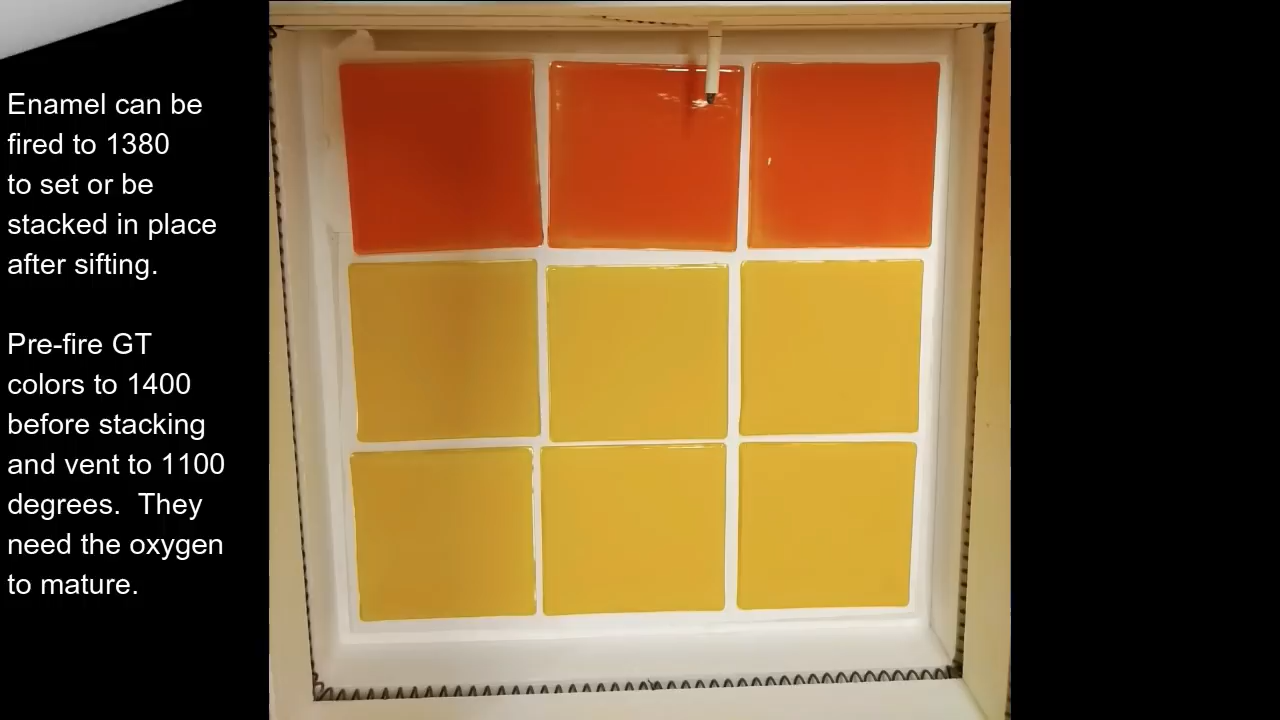 Enamel can be
fired to 1380
to set or be
stacked in place
after sifting.
Pre-fire GT
colors to 1400
before stacking
and vent to 1100
degrees.  They
need the oxygen
to mature.